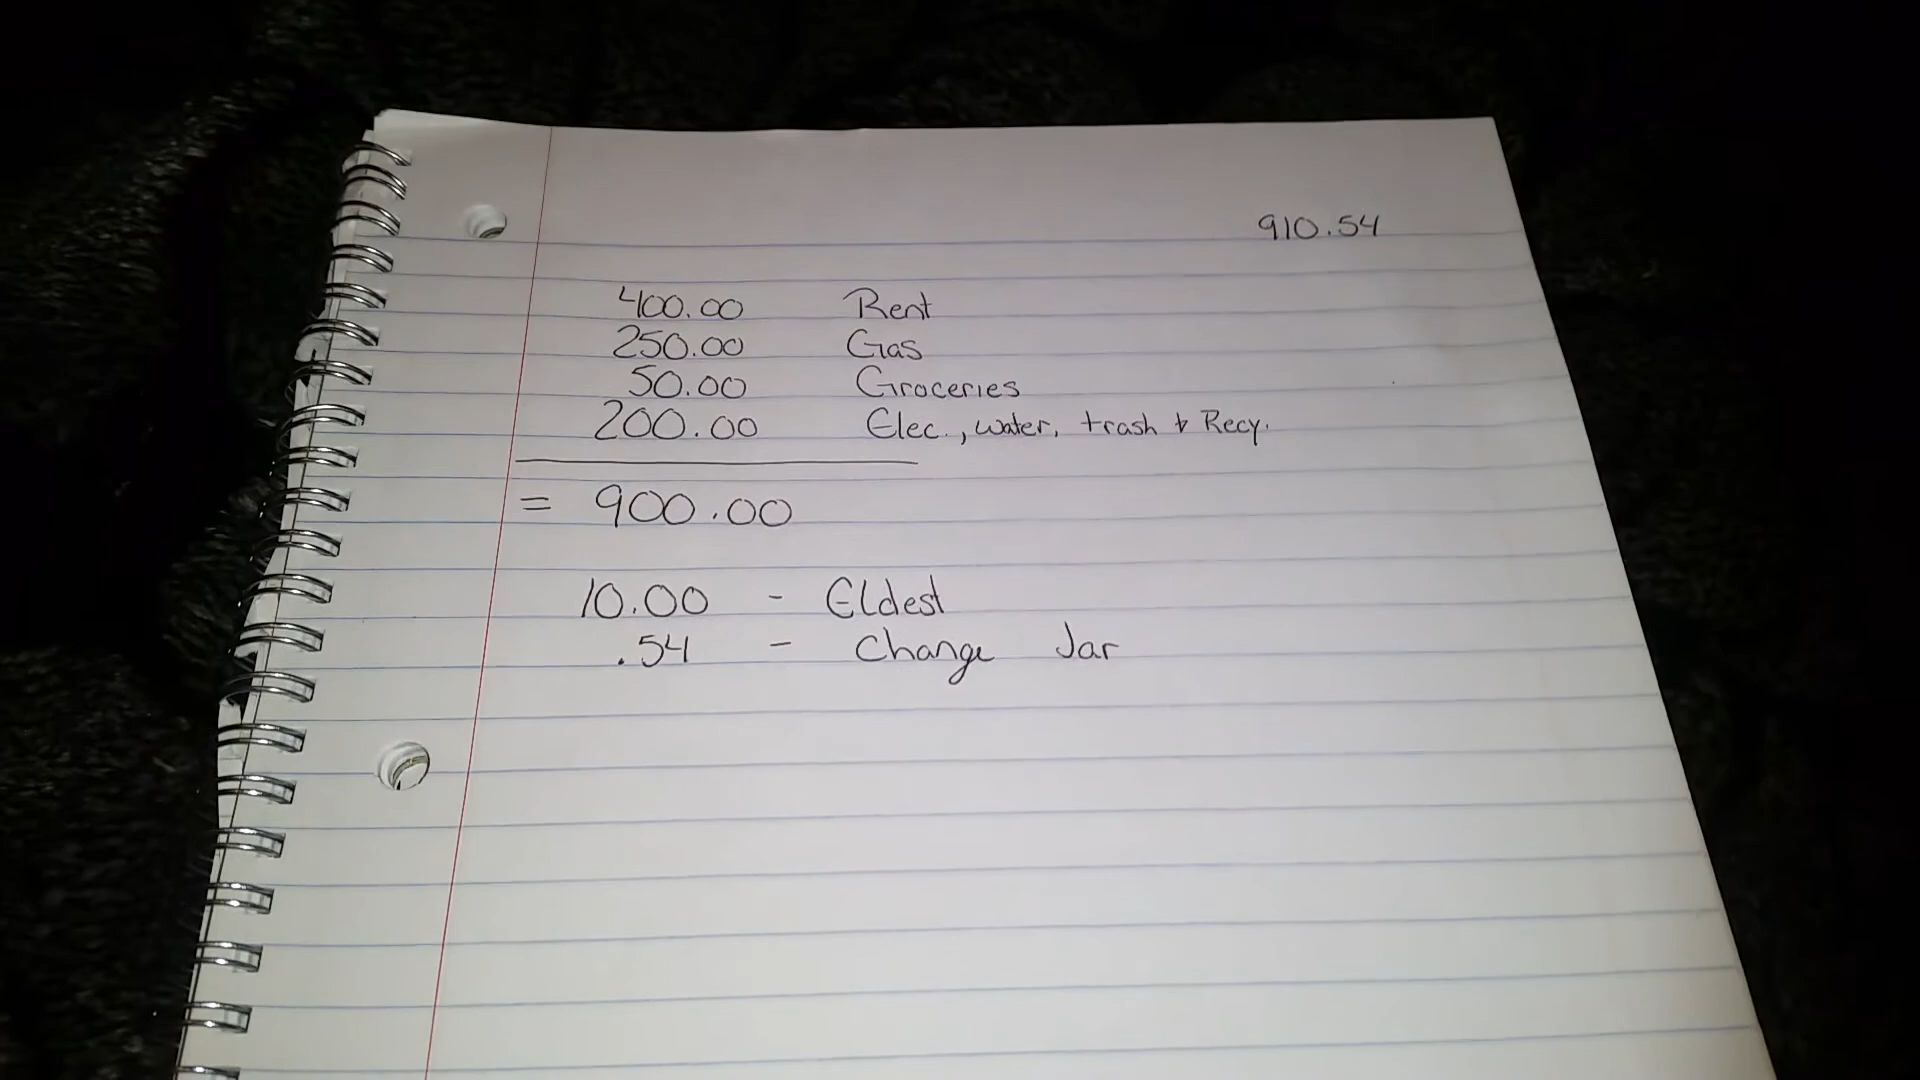 910.54
400.00 Rent
250.00 Gas
50.00 Groceries
200.00 Elec., water, trash & Recy.
= 900.00
10.00 - Eldest
.54 - Change Jar